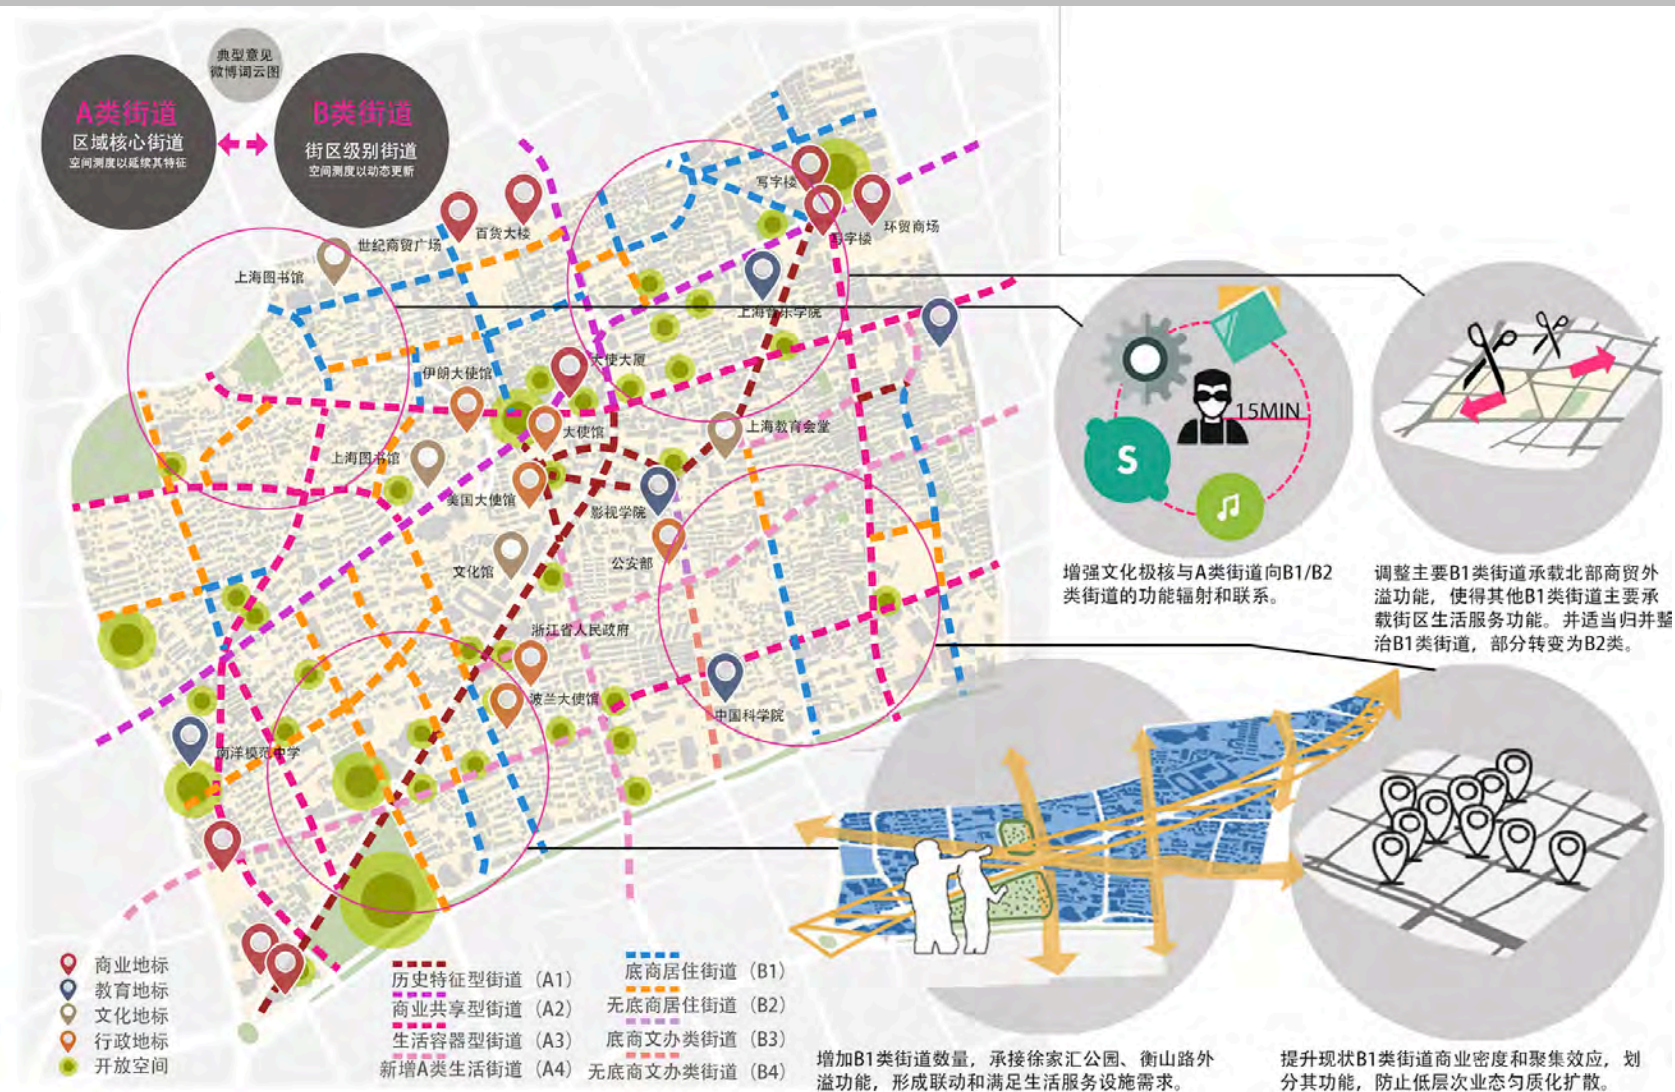 典型意见
微博词云图
A类街道
区域核心街道
空间测度以延续其特征
B类街道
街区级别街道
空间测度以动态更新
写字楼
环贸商场
写字楼
百货大楼
世纪商贸广场
上海图书馆
上海音乐学院
大使大厦
伊朗大使馆
大使馆
上海教育会堂
上海图书馆
美国大使馆
影视学院
公安部
文化馆
浙江省人民政府
波兰大使馆
中国科学院
南洋模范中学
15MIN
S
增强文化极核与A类街道向B1/B2
类街道的功能辐射和联系。
调整主要B1类街道承载北部商贸外
溢功能，使得其他B1类街道主要承
载街区生活服务功能。并适当归并整
治B1类街道，部分转变为B2类。
商业地标
教育地标
文化地标
行政地标
开放空间
历史特征型街道（A1）
商业共享型街道（A2）
生活容器型街道（A3）
新增A类生活街道（A4）
底商居住街道（B1）
无底商居住街道（B2）
底商文办类街道（B3）
无底商文办类街道（B4）
增加B1类街道数量，承接徐家汇公园、衡山路外
溢功能，形成联动和满足生活服务设施需求。
提升现状B1类街道商业密度和聚集效应，划
分其功能，防止低层次业态匀质化扩散。